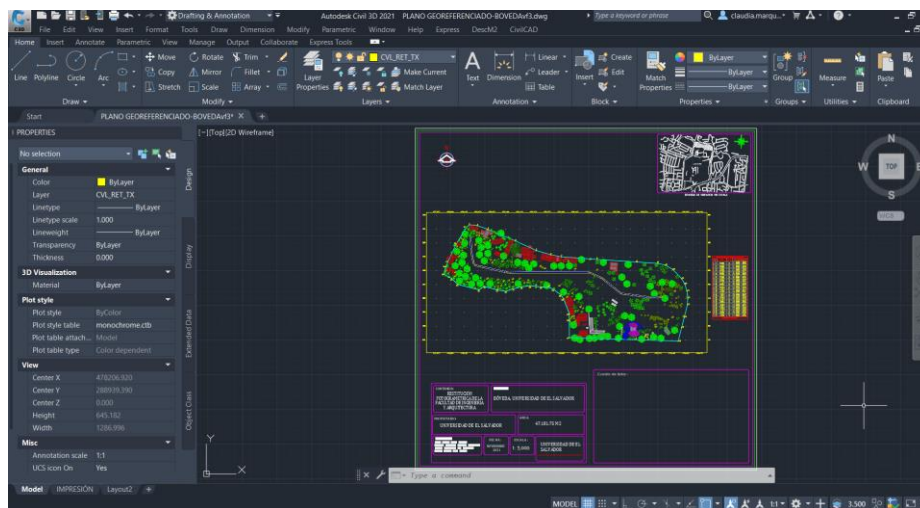 Drafting & Annotation
Autodesk Civil 3D 2021 PLANO GEOREFERENCIADO-BOVEDAvf3.dwg
Type a keyword or phrase
claudia.marqu...
File Edit View Insert Format Tools Draw Dimension Modify Parametric Window Help Express DescM2 CivilCAD
Home Insert Annotate Parametric View Manage Output Collaborate Express Tools
Line Polyline Circle Arc
Move Rotate Trim
Copy Mirror Fillet
Stretch Scale Array
Layer Properties
CVL_RET_TX
Make Current
Match Layer
Text Dimension
Linear
Leader
Table
Insert
Create
Edit
Match Properties
ByLayer
ByLayer
ByLayer
Group
Measure
Paste
Draw Modify Layers Annotation Block Properties Groups Utilities Clipboard
Start PLANO GEOREFERENCIADO-BOVEDAvf3*
PROPERTIES
No selection
General
Color ByLayer
Layer CVL_RET_TX
Linetype ByLayer
Linetype scale 1.000
Lineweight ByLayer
Transparency ByLayer
Thickness 0.000
3D Visualization
Material ByLayer
Plot style
Plot style ByColor
Plot style table monochrome.ctb
Plot table attach... Model
Plot table type Color dependent
View
Center X 478206.920
Center Y 288939.390
Center Z 0.000
Height 645.182
Width 1286.996
Misc
Annotation scale 1:1
UCS icon On Yes
Design
Display
Extended Data
Object Class
[−][Top][2D Wireframe]
N
W TOP
S
WCS
BÓVEDA, UNIVERSIDAD DE EL SALVADOR
UNIVERSIDAD DE EL SALVADOR
UNIVERSIDAD DE EL SALVADOR
Y
X
Type a command
Model IMPRESIÓN Layout2 +
MODEL 1:1 3.500